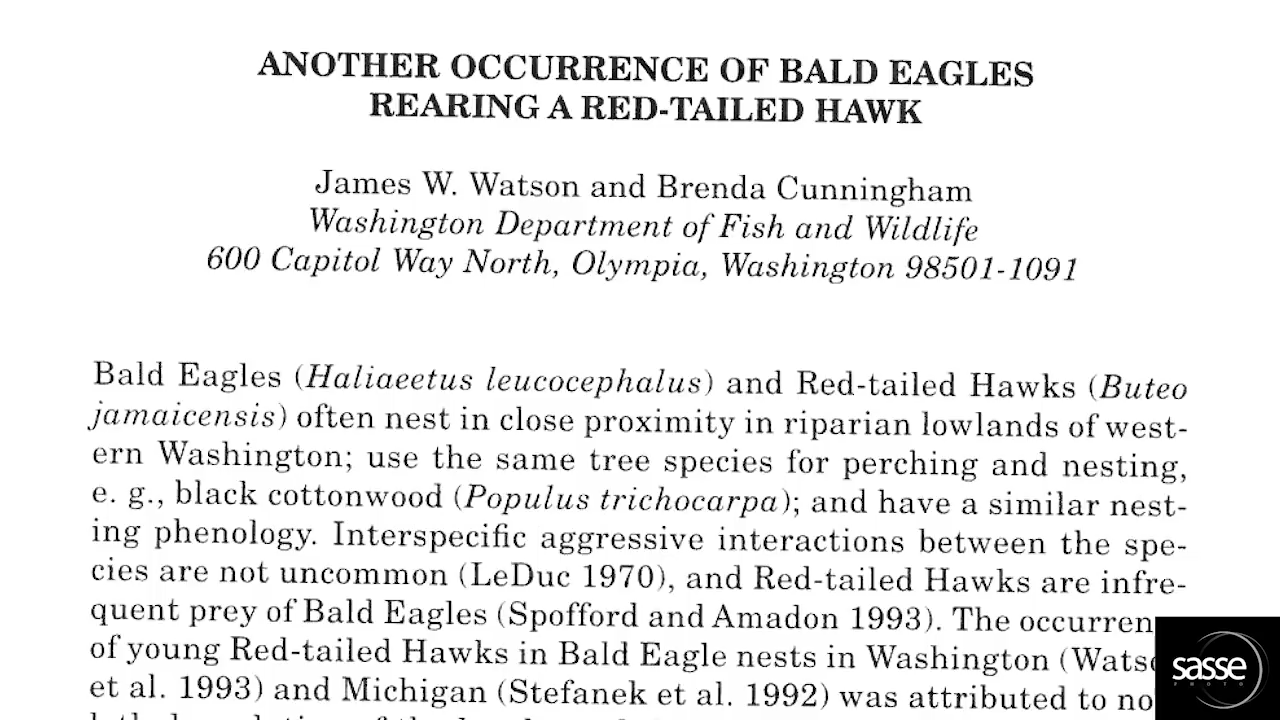 ANOTHER OCCURRENCE OF BALD EAGLES
REARING A RED-TAILED HAWK
James W. Watson and Brenda Cunningham
Washington Department of Fish and Wildlife
600 Capitol Way North, Olympia, Washington 98501-1091
Bald Eagles (Haliaeetus leucocephalus) and Red-tailed Hawks (Buteo
jamaicensis) often nest in close proximity in riparian lowlands of west-
ern Washington; use the same tree species for perching and nesting,
e. g., black cottonwood (Populus trichocarpa); and have a similar nest-
ing phenology. Interspecific aggressive interactions between the spe-
cies are not uncommon (LeDuc 1970), and Red-tailed Hawks are infre-
quent prey of Bald Eagles (Spofford and Amadon 1993). The occurren
of young Red-tailed Hawks in Bald Eagle nests in Washington (Wats
et al. 1993) and Michigan (Stefanek et al. 1992) was attributed to no
sasse
PHOTO